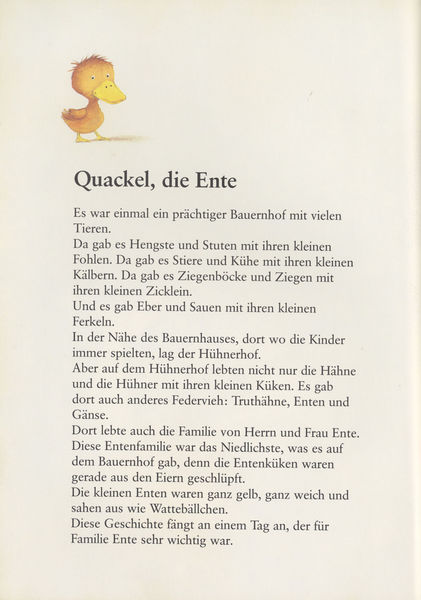 Quackel, die Ente
Es war einmal ein prächtiger Bauernhof mit vielen
Tieren.
Da gab es Hengste und Stuten mit ihren kleinen
Fohlen. Da gab es Stiere und Kühe mit ihren kleinen
Kälbern. Da gab es Ziegenböcke und Ziegen mit
ihren kleinen Zicklein.
Und es gab Eber und Sauen mit ihren kleinen
Ferkeln.
In der Nähe des Bauernhauses, dort wo die Kinder
immer spielten, lag der Hühnerhof.
Aber auf dem Hühnerhof lebten nicht nur die Hähne
und die Hühner mit ihren kleinen Küken. Es gab
dort auch anderes Federvieh: Truthähne, Enten und
Gänse.
Dort lebte auch die Familie von Herrn und Frau Ente.
Diese Entenfamilie war das Niedlichste, was es auf
dem Bauernhof gab, denn die Entenküken waren
gerade aus den Eiern geschlüpft.
Die kleinen Enten waren ganz gelb, ganz weich und
sahen aus wie Wattebällchen.
Diese Geschichte fängt an einem Tag an, der für
Familie Ente sehr wichtig war.